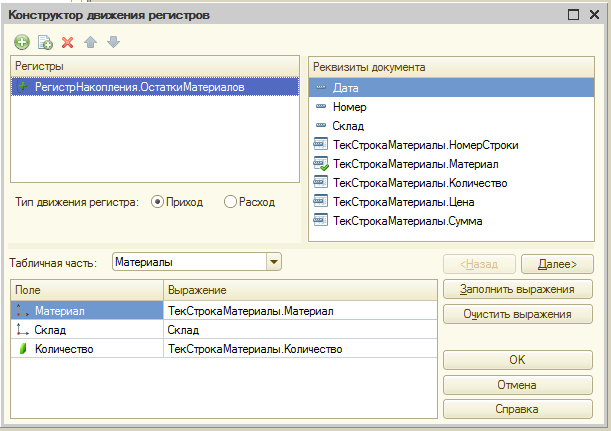 Конструктор движения регистров
Регистры
РегистрНакопления.ОстаткиМатериалов
Тип движения регистра: Приход Расход
Реквизиты документа
Дата
Номер
Склад
ТекСтрокаМатериалы.НомерСтроки
ТекСтрокаМатериалы.Материал
ТекСтрокаМатериалы.Количество
ТекСтрокаМатериалы.Цена
ТекСтрокаМатериалы.Сумма
Табличная часть: Материалы
<Назад Далее>
Поле Выражение
Материал ТекСтрокаМатериалы.Материал
Склад Склад
Количество ТекСтрокаМатериалы.Количество
Заполнить выражения
Очистить выражения
OK
Отмена
Справка